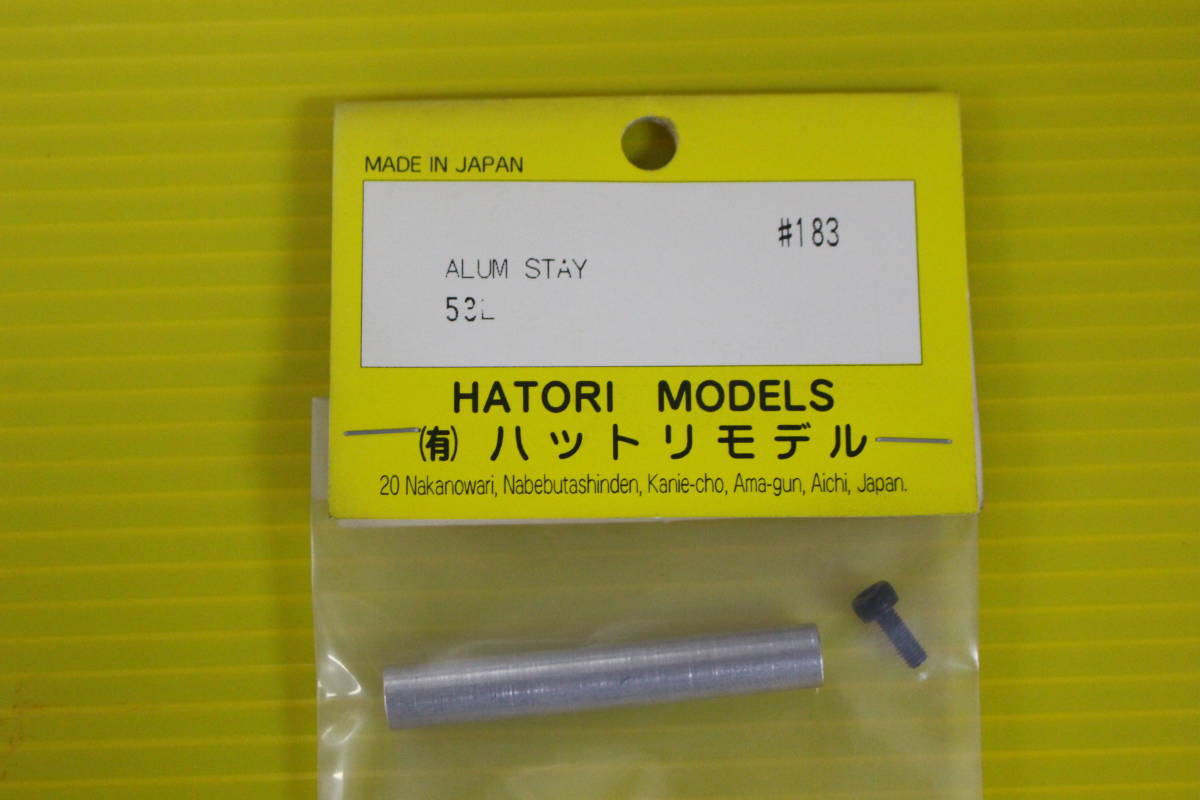 MADE IN JAPAN
#183
ALUM STAY
53L
HATORI MODELS
㈲ ハットリモデル
20 Nakanowari, Nabebutashinden, Kanie-cho, Ama-gun, Aichi, Japan.